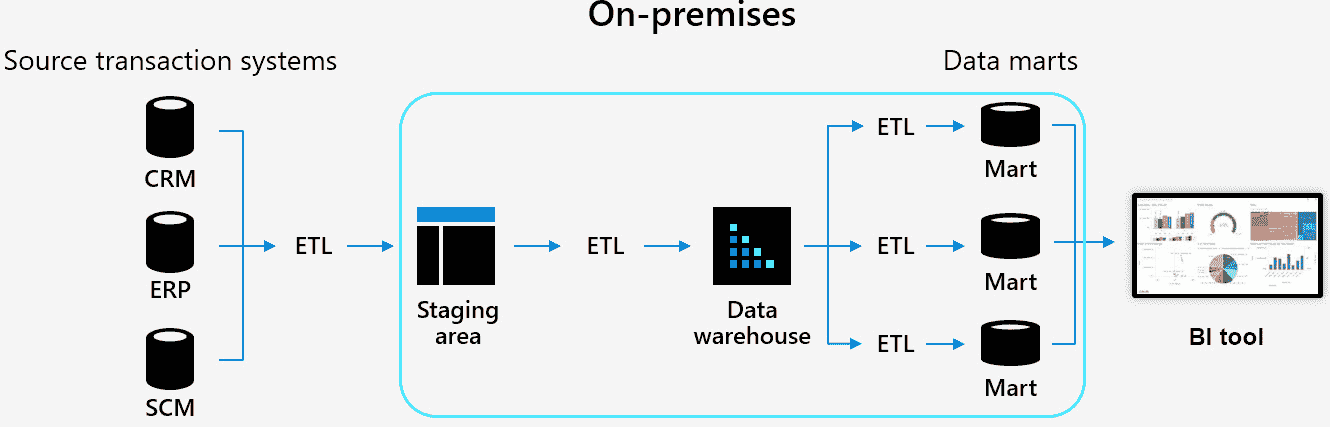 On-premises
Source transaction systems
Data marts
CRM
ERP
SCM
ETL
Staging
area
ETL
Data
warehouse
ETL
Mart
ETL
Mart
ETL
Mart
BI tool